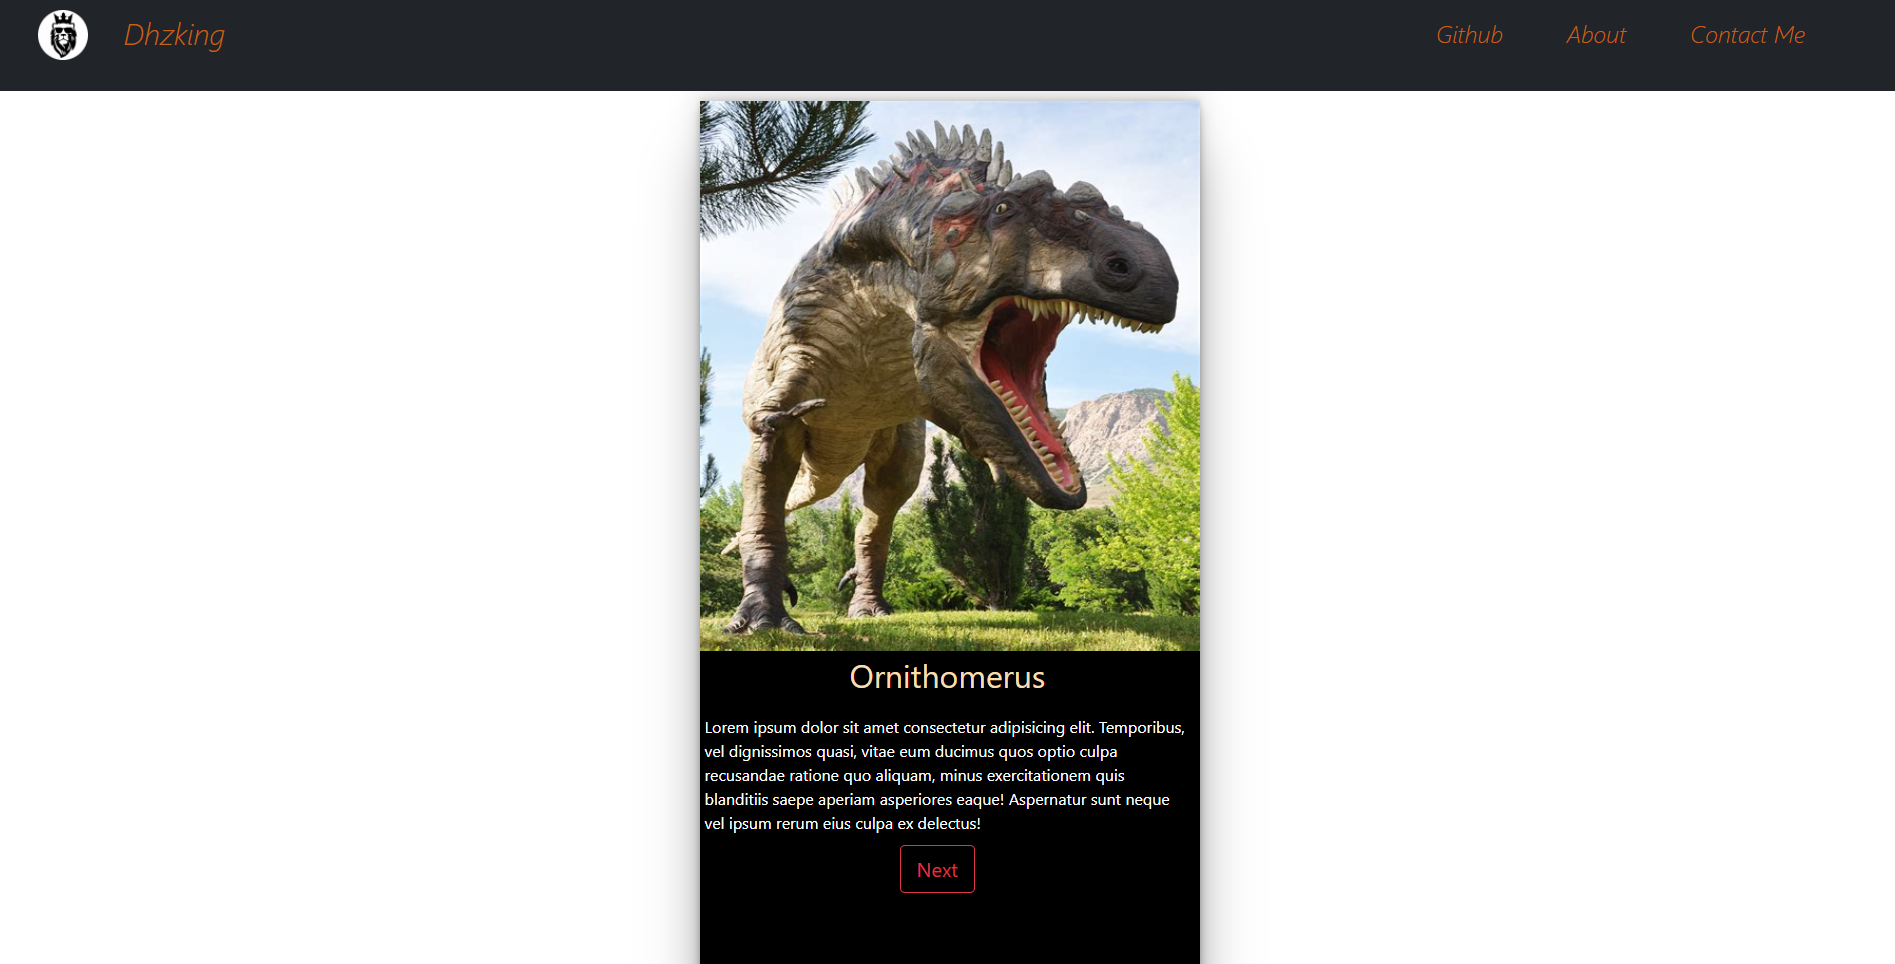 Dhzking
Github
About
Contact Me
Ornithomerus
Lorem ipsum dolor sit amet consectetur adipisicing elit. Temporibus,
vel dignissimos quasi, vitae eum ducimus quos optio culpa
recusandae ratione quo aliquam, minus exercitationem quis
blanditiis saepe aperiam asperiores eaque! Aspernatur sunt neque
vel ipsum rerum eius culpa ex delectus!
Next